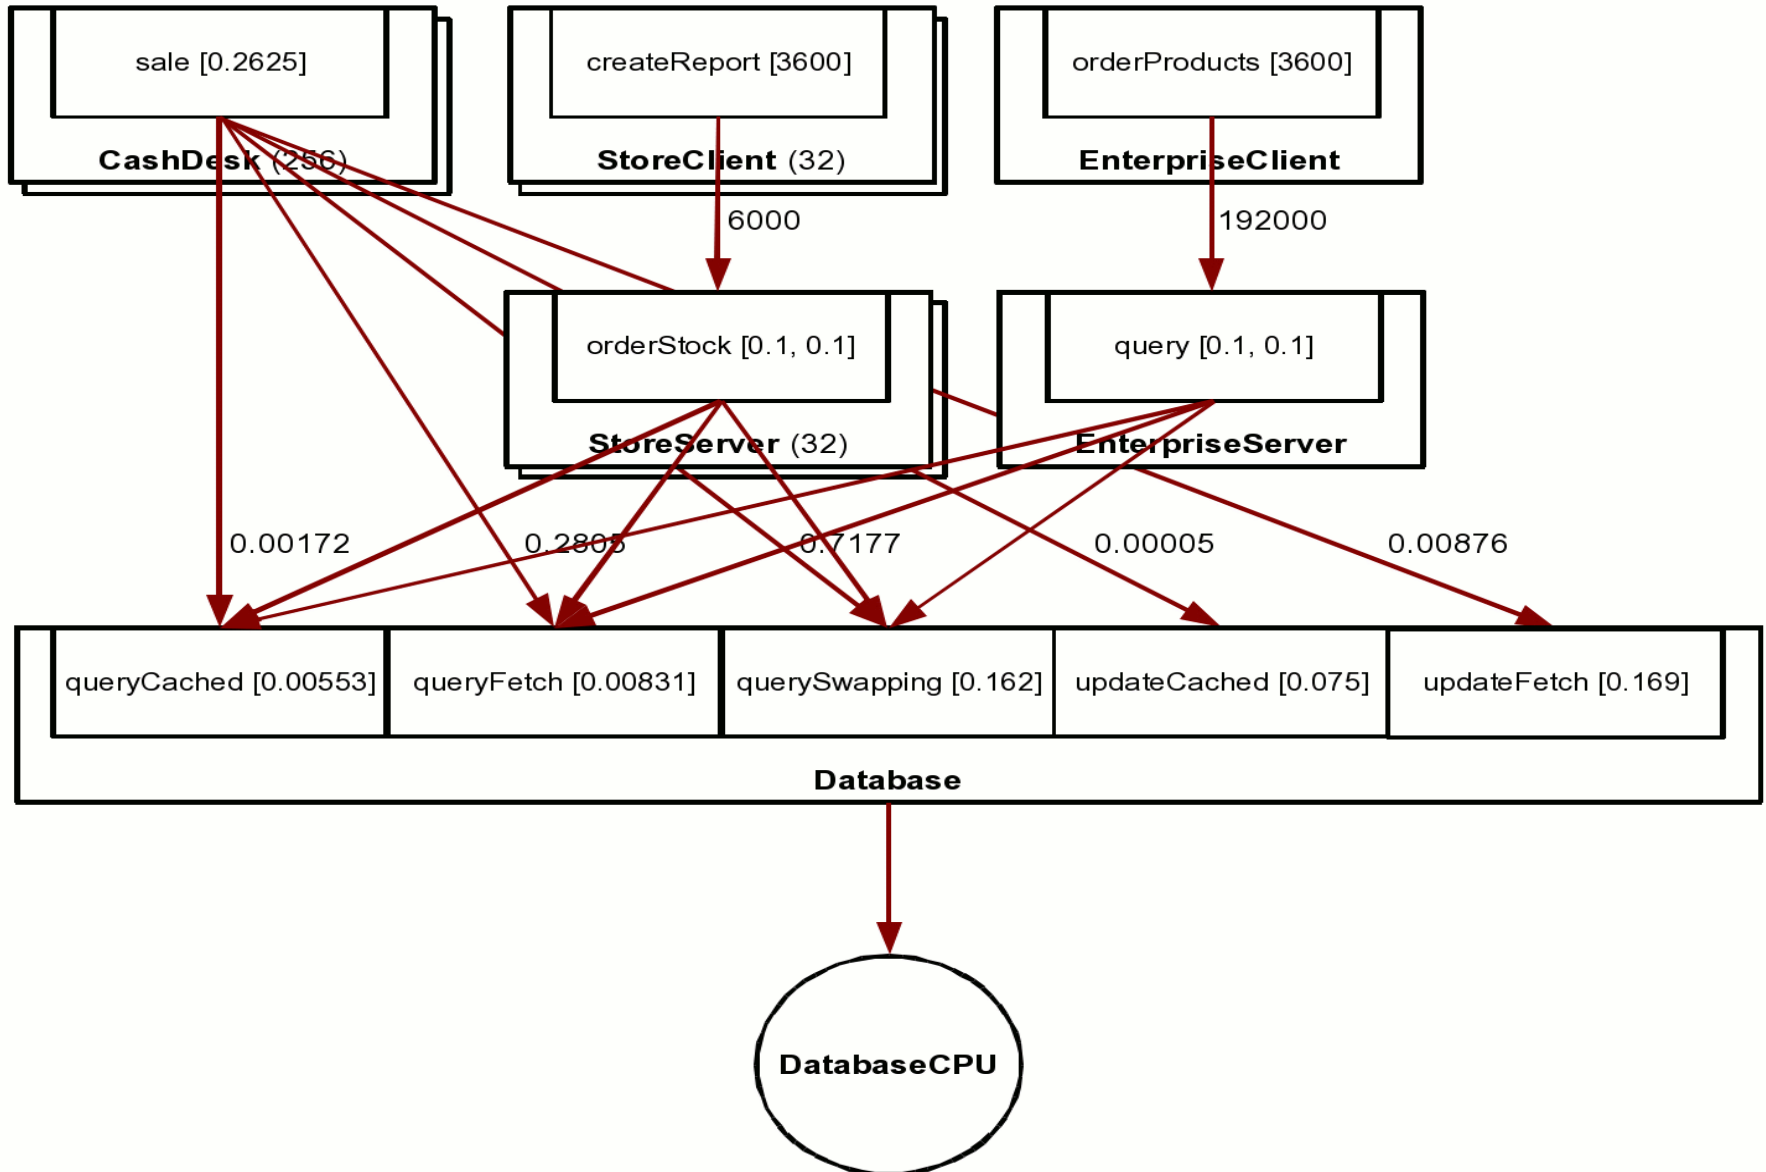 sale [0.2625]
createReport [3600]
orderProducts [3600]
CashDesk (256)
StoreClient (32)
EnterpriseClient
6000
192000
orderStock [0.1, 0.1]
query [0.1, 0.1]
StoreServer (32)
EnterpriseServer
0.00172
0.2805
0.7177
0.00005
0.00876
queryCached [0.00553]
queryFetch [0.00831]
querySwapping [0.162]
updateCached [0.075]
updateFetch [0.169]
Database
DatabaseCPU